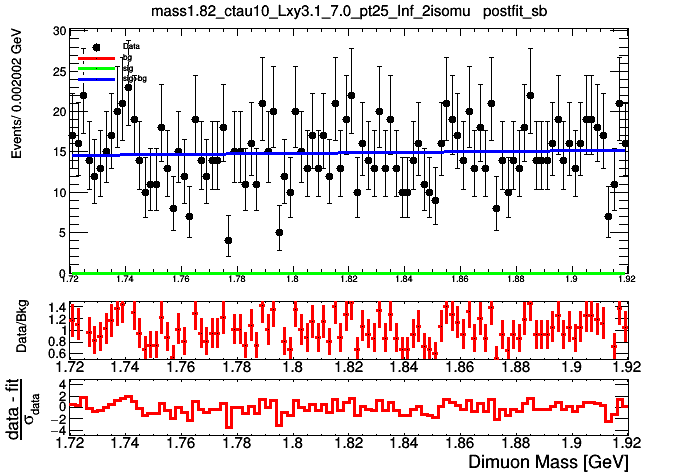 mass1.82_ctau10_Lxy3.1_7.0_pt25_Inf_2isomu postfit_sb
Events/ 0.002002 GeV
30
25
20
15
10
5
0
Data
bg
sig
sig+bg
1.72 1.74 1.76 1.78 1.8 1.82 1.84 1.86 1.88 1.9 1.92
Data/Bkg
1.4
1.2
1
0.8
0.6
1.72 1.74 1.76 1.78 1.8 1.82 1.84 1.86 1.88 1.9 1.92
data - fit
σdata
4
2
0
−2
−4
1.72 1.74 1.76 1.78 1.8 1.82 1.84 1.86 1.88 1.9 1.92
Dimuon Mass [GeV]